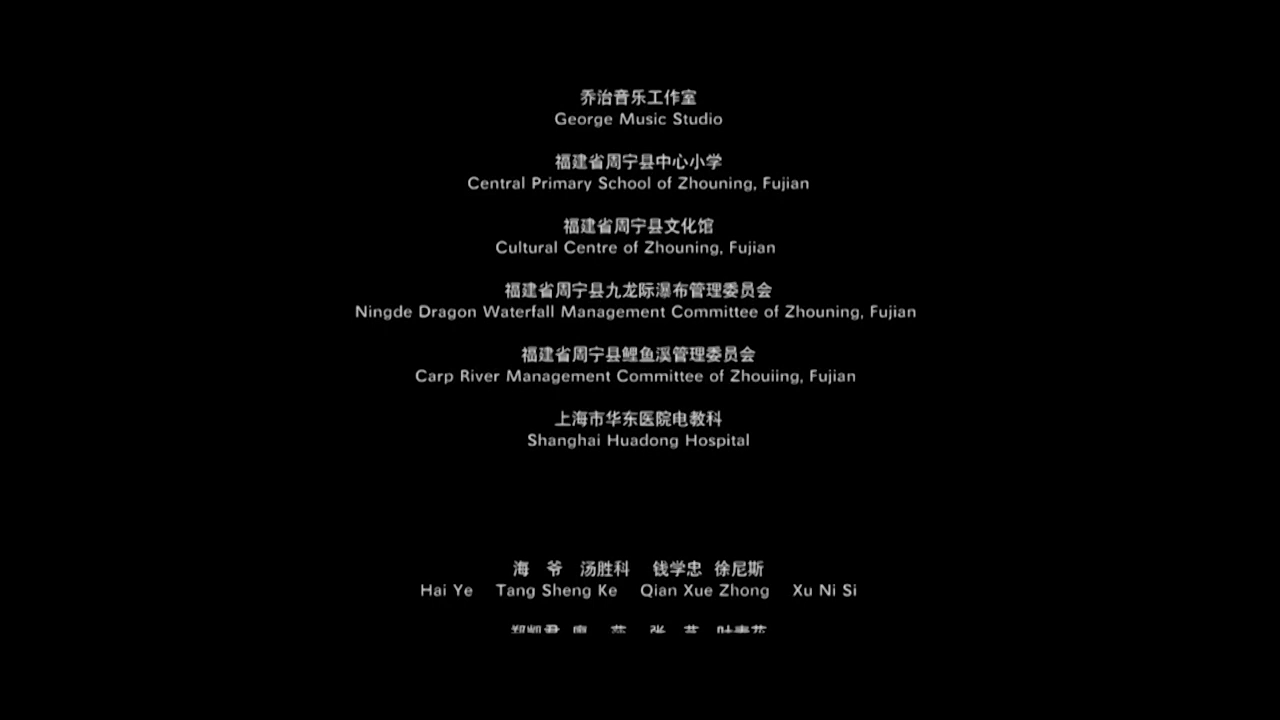 乔治音乐工作室
George Music Studio
福建省周宁县中心小学
Central Primary School of Zhouning, Fujian
福建省周宁县文化馆
Cultural Centre of Zhouning, Fujian
福建省周宁县九龙际瀑布管理委员会
Ningde Dragon Waterfall Management Committee of Zhouning, Fujian
福建省周宁县鲤鱼溪管理委员会
Carp River Management Committee of Zhouiing, Fujian
上海市华东医院电教科
Shanghai Huadong Hospital
海 爷 汤胜科 钱学忠 徐尼斯
Hai Ye Tang Sheng Ke Qian Xue Zhong Xu Ni Si